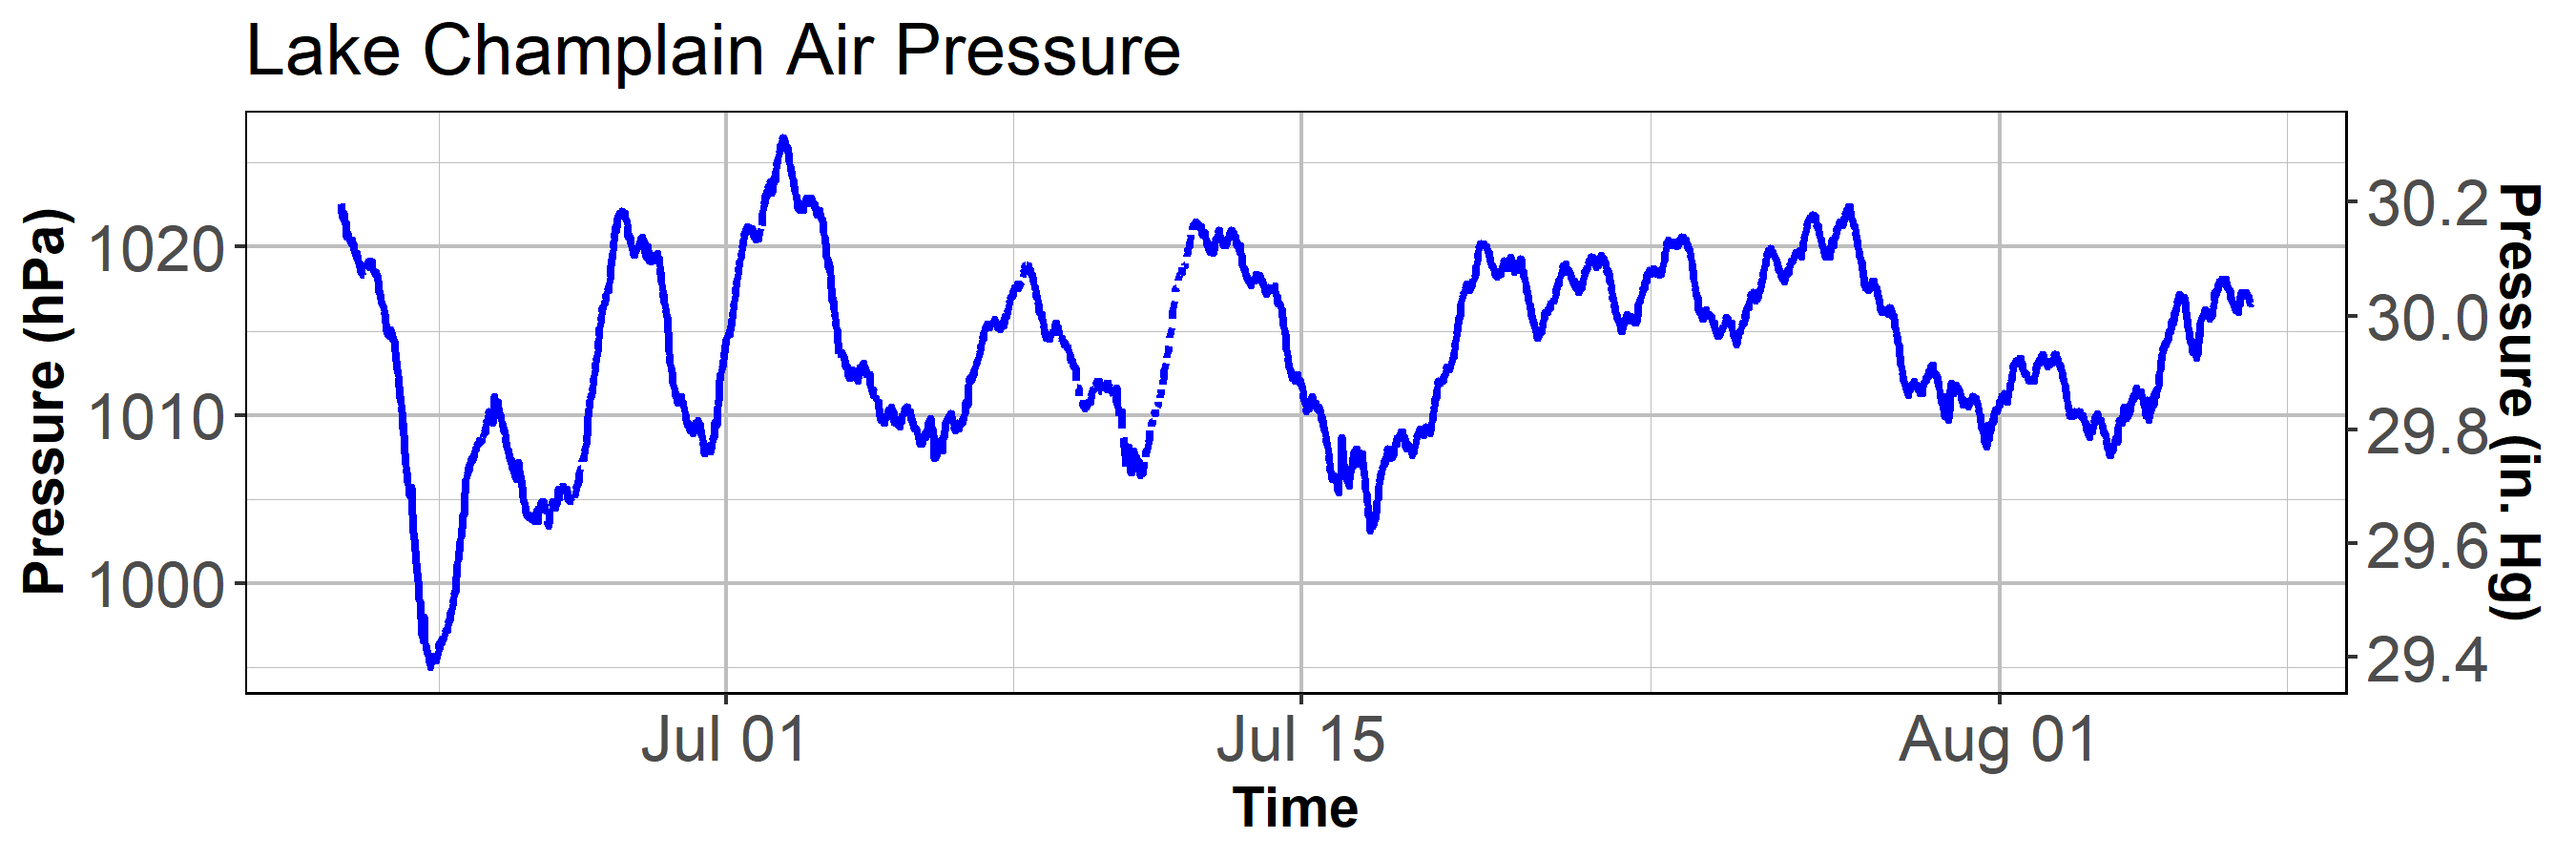 Lake Champlain Air Pressure
Pressure (hPa)
1020
1010
1000
30.2
30.0
29.8
29.6
29.4
Pressure (in. Hg)
Jul 01
Jul 15
Aug 01
Time